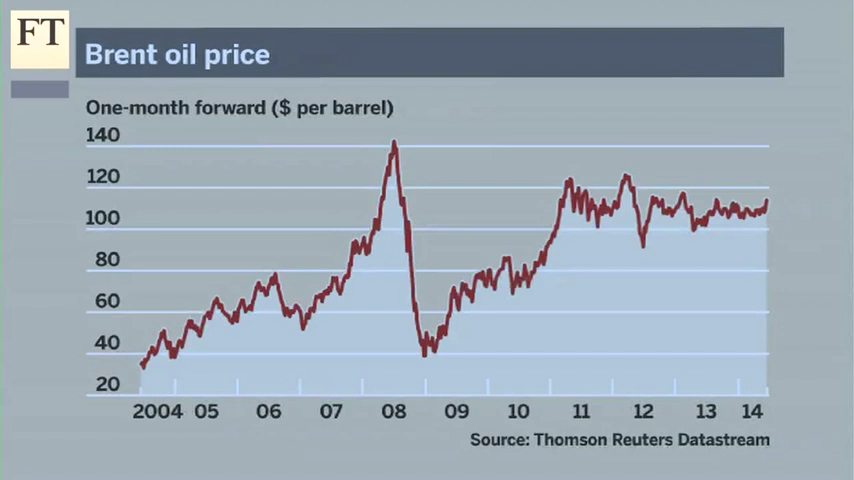 FT
Brent oil price
One-month forward ($ per barrel)
140
120
100
80
60
40
20
2004 05 06 07 08 09 10 11 12 13 14
Source: Thomson Reuters Datastream